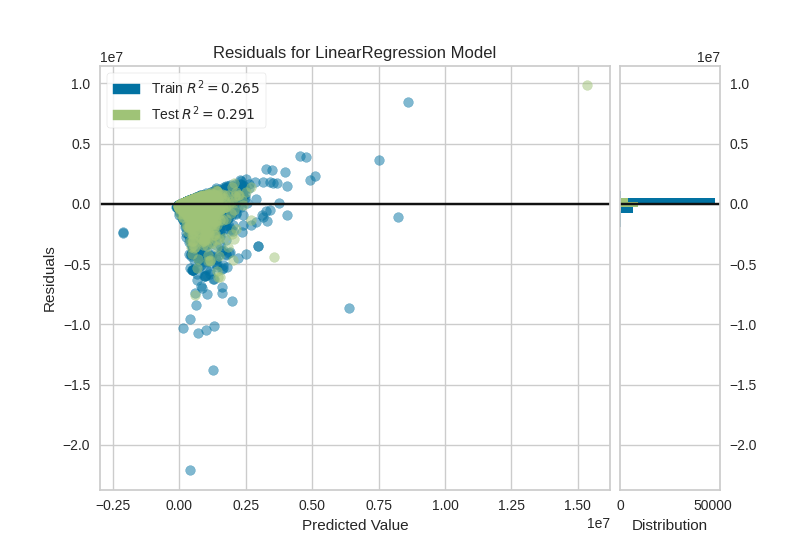 Residuals for LinearRegression Model
1e7
1e7
Train R² = 0.265
Test R² = 0.291
1.0
0.5
0.0
−0.5
−1.0
−1.5
−2.0
Residuals
1.0
0.5
0.0
−0.5
−1.0
−1.5
−2.0
−0.25 0.00 0.25 0.50 0.75 1.00 1.25 1.50
1e7
Predicted Value
0 50000
Distribution